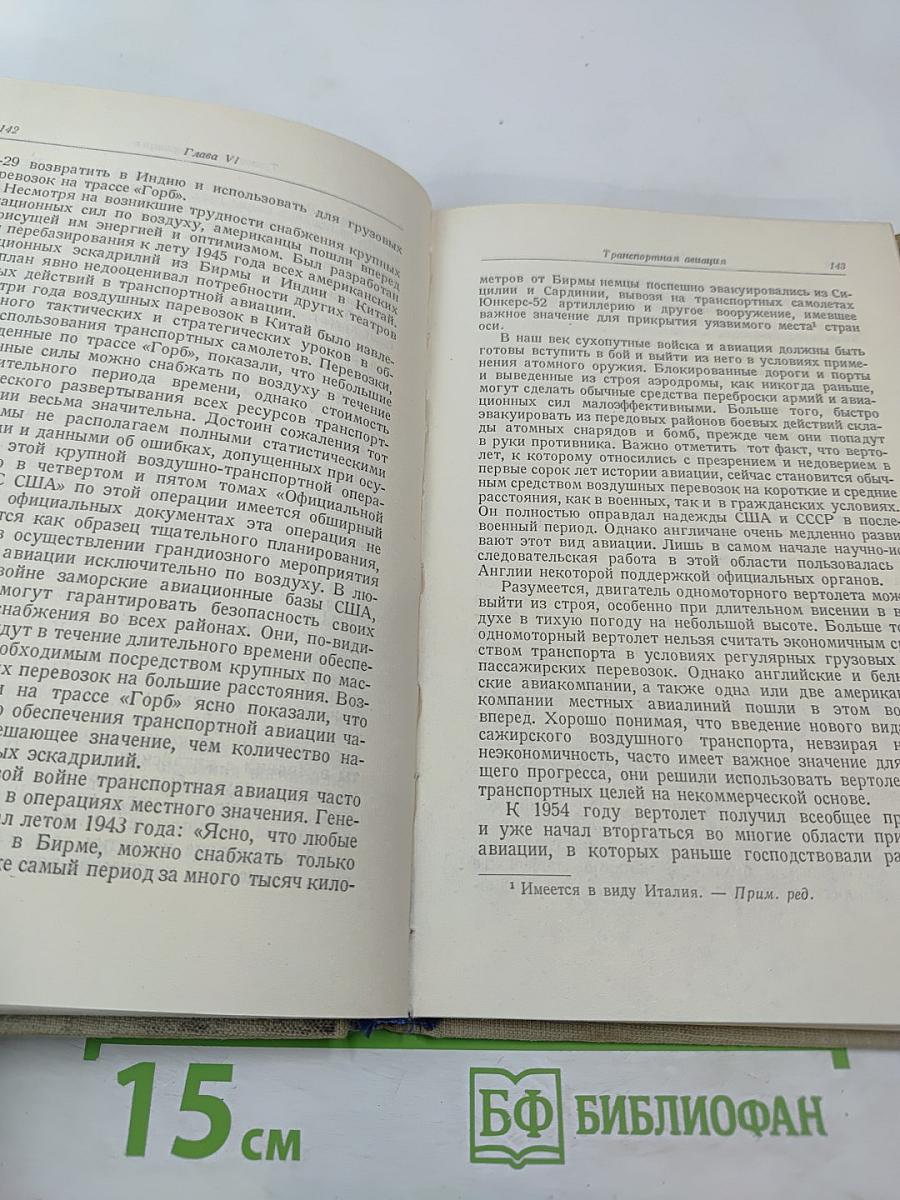 142
Глава VI
-29 возвратить в Индию и использовать для грузовых
ревозок на трассе «Горб».
Несмотря на возникшие трудности снабжения крупных
ационных сил по воздуху, американцы пошли вперед
рисущей им энергией и оптимизмом. Был разработан
перебазирования к лету 1945 года всех американских
ционных эскадрилий из Бирмы и Индии в Китай.
план явно недооценивал потребности других театров
ых действий в транспортной авиации.
три года воздушных перевозок в Китай было извле-
ного тактических и стратегических уроков в об-
спользования транспортных самолетов. Перевозки,
денные по трассе «Горб», показали, что небольшие
нные силы можно снабжать по воздуху в течение
ительного периода времени, однако стоимость
ческого развертывания всех ресурсов транспорт-
ии весьма значительна. Достоин сожаления тот
мы не располагаем полными статистическими
и и данными об ошибках, допущенных при осу-
этой крупной воздушно-транспортной опера-
о в четвертом и пятом томах «Официальной
С США» по этой операции имеется обширный
официальных документах эта операция не
тся как образец тщательного планирования,
в осуществлении грандиозного мероприятия
авиации исключительно по воздуху. В лю-
войне заморские авиационные базы США,
могут гарантировать безопасность своих
снабжения во всех районах. Они, по-види-
дут в течение длительного времени обеспе-
обходимым посредством крупных по мас-
х перевозок на большие расстояния. Воз-
и на трассе «Горб» ясно показали, что
о обеспечения транспортной авиации ча-
ешающее значение, чем количество на-
ых эскадрилий.
вой войне транспортная авиация часто
в операциях местного значения. Гене-
ал летом 1943 года: «Ясно, что любые
в Бирме, можно снабжать только
же самый период за много тысяч кило-
Транспортная авиация
143
метров от Бирмы немцы поспешно эвакуировались из Си-
цилии и Сардинии, вывозя на транспортных самолетах
Юнкерс-52 артиллерию и другое вооружение, имевшее
важное значение для прикрытия уязвимого места¹ стран
оси.
В наш век сухопутные войска и авиация должны быть
готовы вступить в бой и выйти из него в условиях приме-
нения атомного оружия. Блокированные дороги и порты
и выведенные из строя аэродромы, как никогда раньше,
могут сделать обычные средства переброски армий и авиа-
ционных сил малоэффективными. Больше того, быстро
эвакуировать из передовых районов боевых действий скла-
ды атомных снарядов и бомб, прежде чем они попадут
в руки противника. Важно отметить тот факт, что верто-
лет, к которому относились с презрением и недоверием в
первые сорок лет истории авиации, сейчас становится обыч-
ным средством воздушных перевозок на короткие и средние
расстояния, как в военных, так и в гражданских условиях.
Он полностью оправдал надежды США и СССР в после-
военный период. Однако англичане очень медленно разви
вают этот вид авиации. Лишь в самом начале научно-ис
следовательская работа в этой области пользовалась
Англии некоторой поддержкой официальных органов.
Разумеется, двигатель одномоторного вертолета мож
выйти из строя, особенно при длительном висении в в
духе в тихую погоду на небольшой высоте. Больше то
одномоторный вертолет нельзя считать экономичным с
ством транспорта в условиях регулярных грузовых
пассажирских перевозок. Однако английские и бель
ские авиакомпании, а также одна или две америка
компании местных авиалиний пошли в этом во
вперед. Хорошо понимая, что введение нового вида
сажирского воздушного транспорта, невзирая н
неэкономичность, часто имеет важное значение для
щего прогресса, они решили использовать вертоле
транспортных целей на некоммерческой основе.
К 1954 году вертолет получил всеобщее пр
и уже начал вторгаться во многие области при
авиации, в которых раньше господствовали ра
¹ Имеется в виду Италия. — Прим. ред.
15 см
БФ БИБЛИОФАН